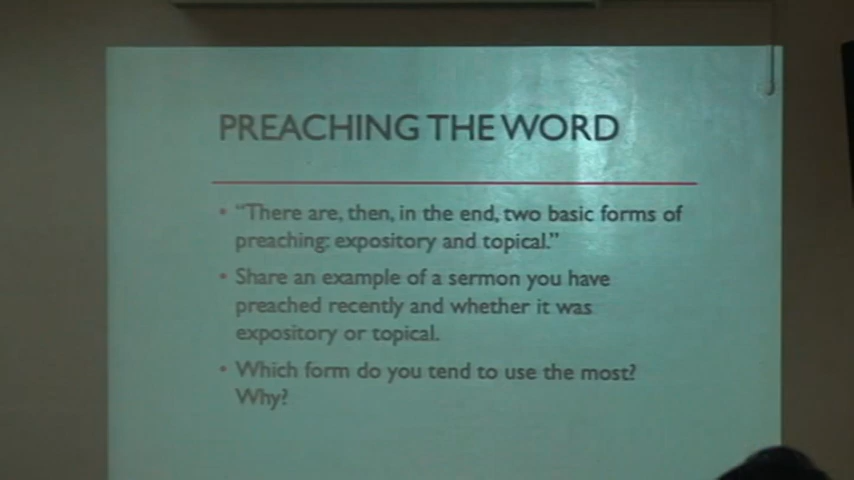 PREACHING THE WORD
• "There are, then, in the end, two basic forms of
preaching: expository and topical."
• Share an example of a sermon you have
preached recently and whether it was
expository or topical.
• Which form do you tend to use the most?
Why?